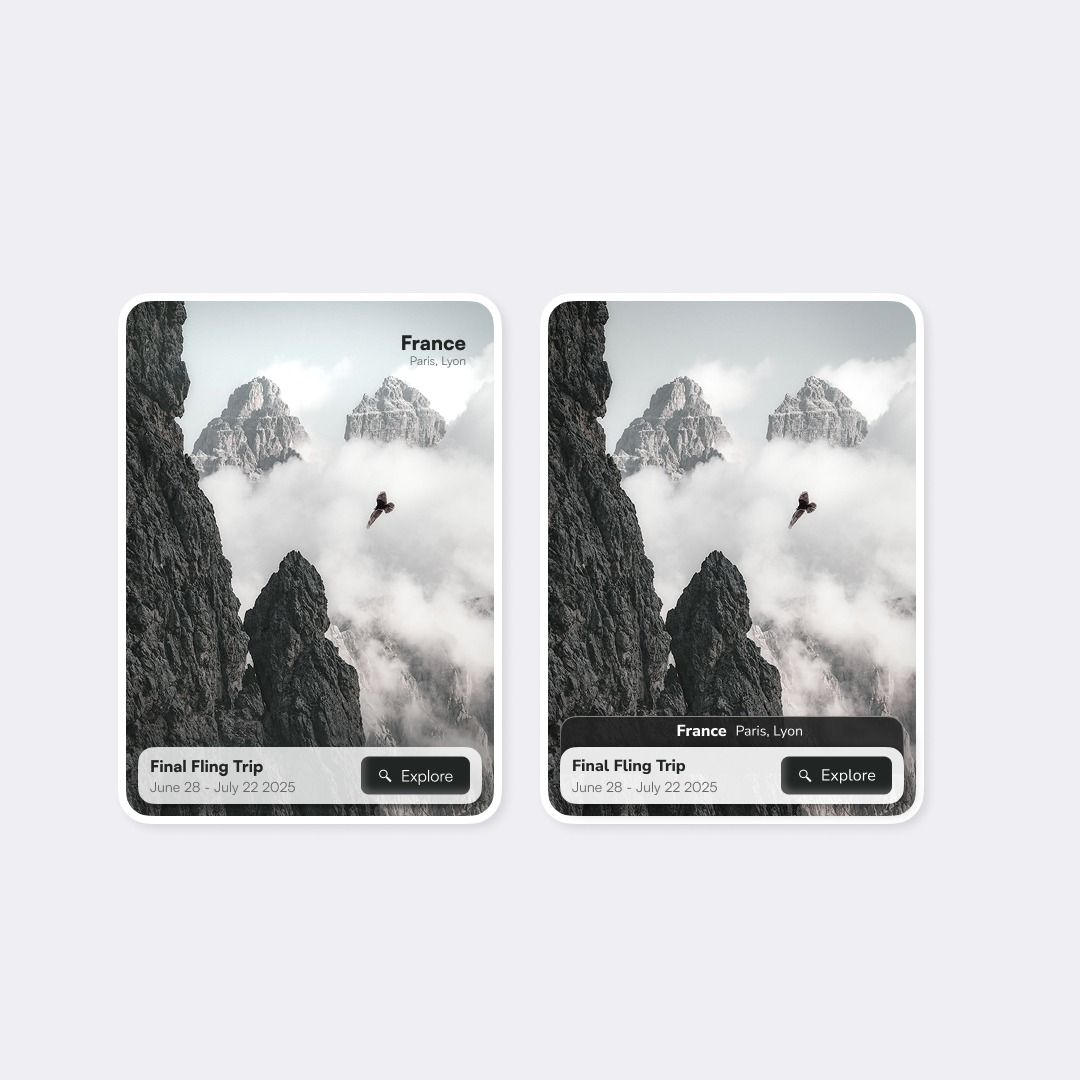 France
Paris, Lyon
Final Fling Trip
June 28 - July 22 2025
Explore
France Paris, Lyon
Final Fling Trip
June 28 - July 22 2025
Explore